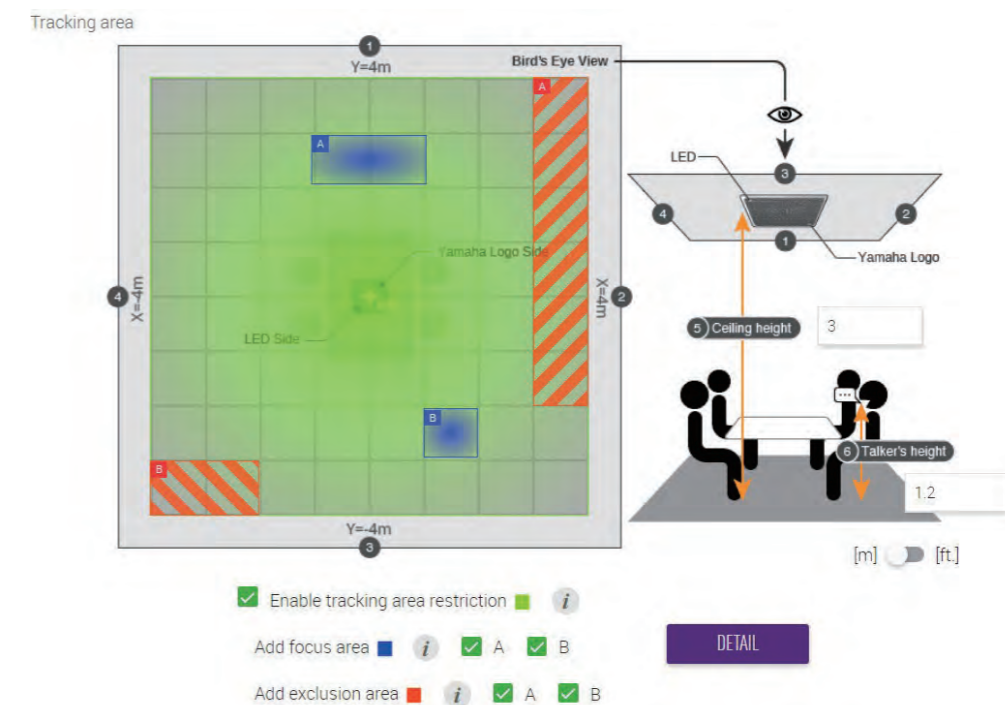 Tracking area
1
Y=4m
Bird's Eye View
A
A
LED
3
4
2
1
Yamaha Logo Side
Yamaha Logo
4
X=-4m
X=4m
2
5 Ceiling height
3
LED Side
B
6 Talker's height
B
1.2
Y=-4m
3
[m] [ft.]
Enable tracking area restriction i
Add focus area i A B
DETAIL
Add exclusion area i A B